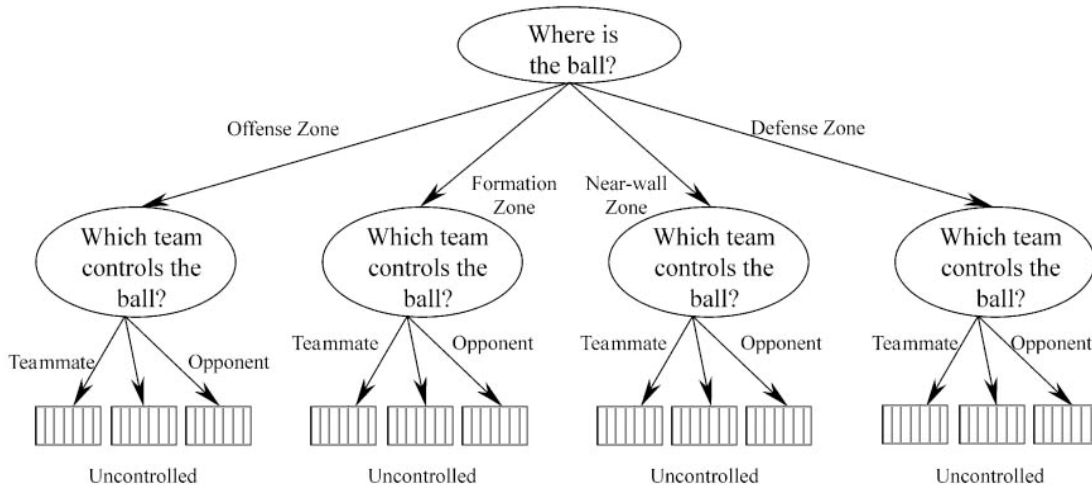 Where is
the ball?
Offense Zone
Defense Zone
Formation
Zone
Near-wall
Zone
Which team
controls the
ball?
Which team
controls the
ball?
Which team
controls the
ball?
Which team
controls the
ball?
Teammate
Opponent
Teammate
Opponent
Teammate
Opponent
Teammate
Opponent
Uncontrolled
Uncontrolled
Uncontrolled
Uncontrolled